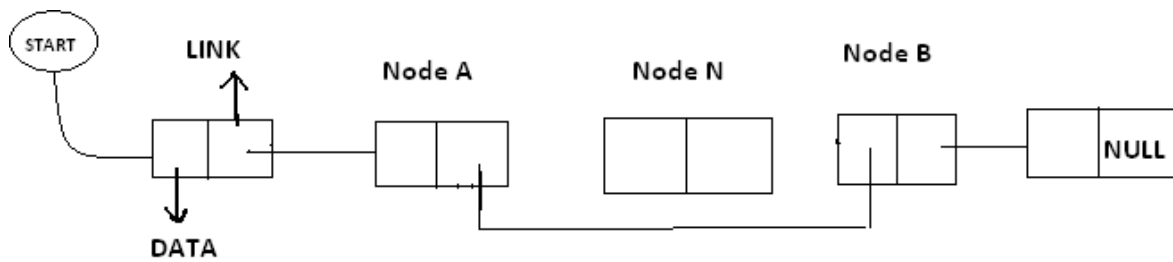 START
LINK
Node A
Node N
Node B
NULL
DATA